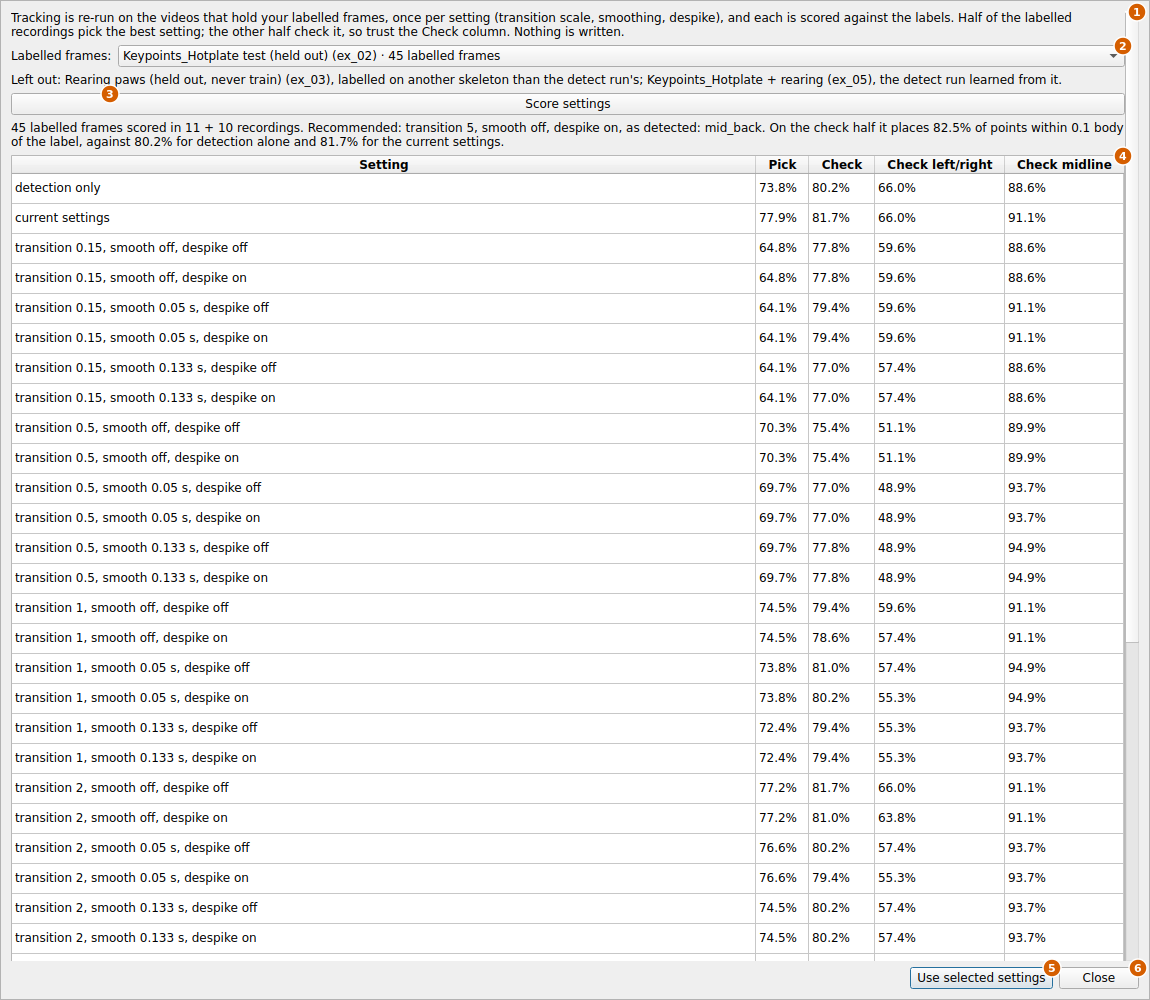 Tracking is re-run on the videos that hold your labelled frames, once per setting (transition scale, smoothing, despike), and each is scored against the labels. Half of the labelled
recordings pick the best setting; the other half check it, so trust the Check column. Nothing is written.
1
Labelled frames: Keypoints_Hotplate test (held out) (ex_02) · 45 labelled frames
2
Left out: Rearing paws (held out, never train) (ex_03), labelled on another skeleton than the detect run's; Keypoints_Hotplate + rearing (ex_05), the detect run learned from it.
3
Score settings
45 labelled frames scored in 11 + 10 recordings. Recommended: transition 5, smooth off, despike on, as detected: mid_back. On the check half it places 82.5% of points within 0.1 body
of the label, against 80.2% for detection alone and 81.7% for the current settings.
4
Setting Pick Check Check left/right Check midline
detection only 73.8% 80.2% 66.0% 88.6%
current settings 77.9% 81.7% 66.0% 91.1%
transition 0.15, smooth off, despike off 64.8% 77.8% 59.6% 88.6%
transition 0.15, smooth off, despike on 64.8% 77.8% 59.6% 88.6%
transition 0.15, smooth 0.05 s, despike off 64.1% 79.4% 59.6% 91.1%
transition 0.15, smooth 0.05 s, despike on 64.1% 79.4% 59.6% 91.1%
transition 0.15, smooth 0.133 s, despike off 64.1% 77.0% 57.4% 88.6%
transition 0.15, smooth 0.133 s, despike on 64.1% 77.0% 57.4% 88.6%
transition 0.5, smooth off, despike off 70.3% 75.4% 51.1% 89.9%
transition 0.5, smooth off, despike on 70.3% 75.4% 51.1% 89.9%
transition 0.5, smooth 0.05 s, despike off 69.7% 77.0% 48.9% 93.7%
transition 0.5, smooth 0.05 s, despike on 69.7% 77.0% 48.9% 93.7%
transition 0.5, smooth 0.133 s, despike off 69.7% 77.8% 48.9% 94.9%
transition 0.5, smooth 0.133 s, despike on 69.7% 77.8% 48.9% 94.9%
transition 1, smooth off, despike off 74.5% 79.4% 59.6% 91.1%
transition 1, smooth off, despike on 74.5% 78.6% 57.4% 91.1%
transition 1, smooth 0.05 s, despike off 73.8% 81.0% 57.4% 94.9%
transition 1, smooth 0.05 s, despike on 73.8% 80.2% 55.3% 94.9%
transition 1, smooth 0.133 s, despike off 72.4% 79.4% 55.3% 93.7%
transition 1, smooth 0.133 s, despike on 72.4% 79.4% 55.3% 93.7%
transition 2, smooth off, despike off 77.2% 81.7% 66.0% 91.1%
transition 2, smooth off, despike on 77.2% 81.0% 63.8% 91.1%
transition 2, smooth 0.05 s, despike off 76.6% 80.2% 57.4% 93.7%
transition 2, smooth 0.05 s, despike on 76.6% 79.4% 55.3% 93.7%
transition 2, smooth 0.133 s, despike off 74.5% 80.2% 57.4% 93.7%
transition 2, smooth 0.133 s, despike on 74.5% 80.2% 57.4% 93.7%
Use selected settings
5
Close
6